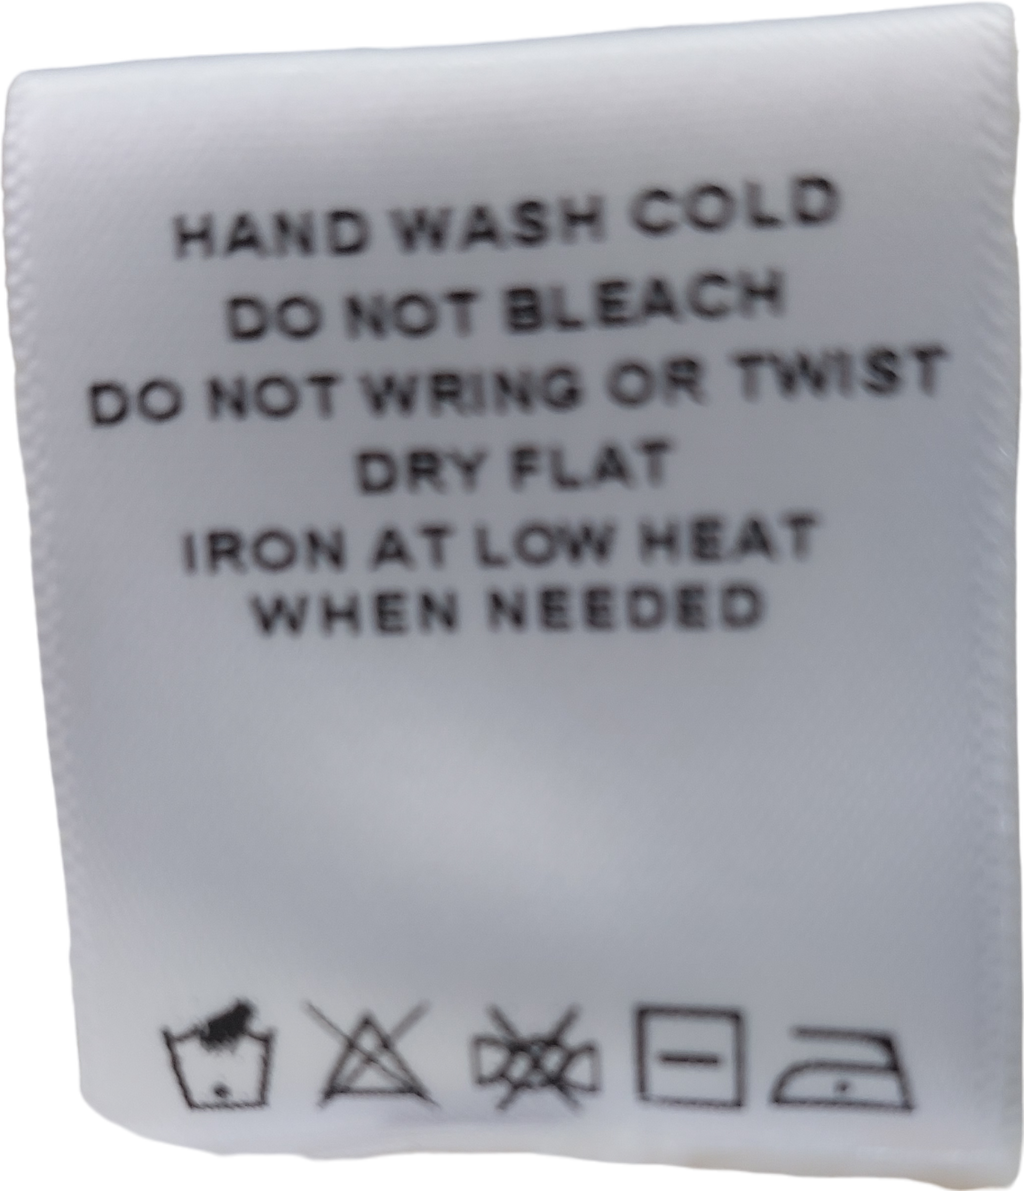 HAND WASH COLD
DO NOT BLEACH
DO NOT WRING OR TWIST
DRY FLAT
IRON AT LOW HEAT
WHEN NEEDED